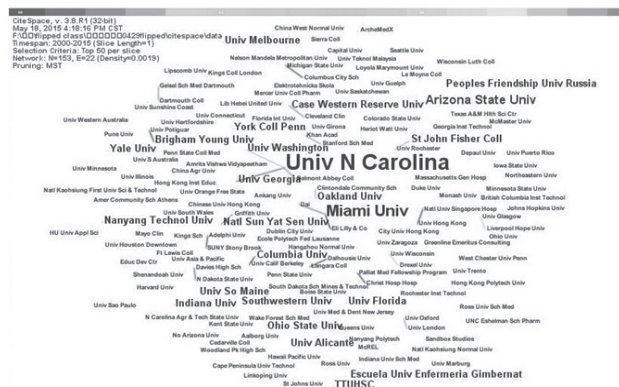 CiteSpace, v. 3.8.R1 (32-bit)
May 18, 2015 4:18:16 PM CST
Timespan: 2000-2015 (Slice Length=1)
Selection Criteria: Top 50 per slice
Network: N=153, E=22 (Density=0.0019)
Pruning: MST
China West Normal Univ
ArcheMedX
Univ Melbourne
Sierra Coll
Capital Univ
Seattle Univ
Nelson Mandela Metropolitan Univ
Univ Teknol Malaysia
Wisconsin Luth Coll
Michigan State Univ
Loyola Marymount Univ
Lipscomb Univ
Kings Coll London
Columbus City Sch
La Moyne Coll
Geisel Sch Med Dartmouth
Elektrotehnicka Skola
Univ Guelph
Peoples Friendship Univ Russia
Mercer Univ Coll Pharm
Univ Saskatchewan
Dartmouth Coll
Lib Hebei United Univ
Case Western Reserve Univ
Arizona State Univ
Univ Sunshine Coast
Univ Connecticut
Cleveland Clin
Texas A&M Hlth Sci Ctr
Univ Western Australia
Univ Hertfordshire
Florida Int Univ
Colorado State Univ
McMaster Univ
York Coll Penn
Univ Girona
Heriot Watt Univ
Georgia Inst Technol
Univ Potiguar
Khan Acad
Pune Univ
Brigham Young Univ
Stanford Sch Med
St John Fisher Coll
Yale Univ
Univ Washington
Univ Rochester
Penn State Coll Med
Depaul Univ
Univ Puerto Rico
Univ S Australia
Amrita Vishwa Vidyapeetham
Univ N Carolina
Iowa State Univ
Univ Minnesota
China Agr Univ
Northeastern Univ
Univ Illinois
Univ Georgia
Belmont Abbey Coll
Massachusetts Gen Hosp
Hong Kong Inst Educ
Natl Kaohsiung First Univ Sci & Technol
Clintondale Community Sch
Duke Univ
Minnesota State Univ
Univ Orange Free State
Ankang Univ
Oakland Univ
Monash Univ
British Columbia Inst Technol
Amer Community Sch Athens
Chinese Univ Hong Kong
Miami Univ
Natl Univ Singapore Hosp
Johns Hopkins Univ
Univ South Wales
Griffith Univ
Univ Glasgow
Nanyang Technol Univ
Natl Sun Yat Sen Univ
Eli Lilly & Co
Univ Hong Kong
Liverpool Hope Univ
HU Univ Appl Sci
Mayo Clin
Kings Sch
Adelphi Univ
Dublin City Univ
City Univ Hong Kong
Ohio Univ
Ecole Polytech Fed Lausanne
Univ Houston Downtown
SUNY Stony Brook
Hangzhou Normal Univ
Univ Zaragoza
Greenline Emeritus Consulting
Ft Lewis Coll
Columbia Univ
Dalhousie Univ
Univ Wisconsin
Univ Asia & Pacific
Univ Calif Berkeley
Drexel Univ
West Chester Univ Penn
Educ Dev Ctr
Davies High Sch
Langara Coll
Shenandoah Univ
Penn State Univ
Palliat Med Fellowship Program
Univ Trento
N Dakota State Univ
South Dakota Sch Mines & Technol
Christ Hosp Hosp
Hong Kong Polytech Univ
Harvard Univ
Univ So Maine
Boise State Univ
Rochester Inst Technol
Univ Sao Paulo
Indiana Univ
Southwestern Univ
Univ Florida
Univ Med & Dent New Jersey
Ross Univ Sch Med
N Carolina Agr & Tech State Univ
Wake Forest Sch Med
Univ Oxford
UNC Eshelman Sch Pharm
Kent State Univ
Ohio State Univ
Queens Univ
Univ London
No Arizona Univ
Aalborg Univ
Nanyang Polytech
Sandbox Studios
Cedarville Coll
Univ Alicante
McREL
Natl Kaohsiung Normal Univ
Woodland Pk High Sch
Hawaii Pacific Univ
Indiana Univ Sch Med
Cape Peninsula Univ Technol
Ross Univ
Univ Marburg
Linkoping Univ
Escuela Univ Enfermeria Gimbernat
St Johns Univ
TTUHSC